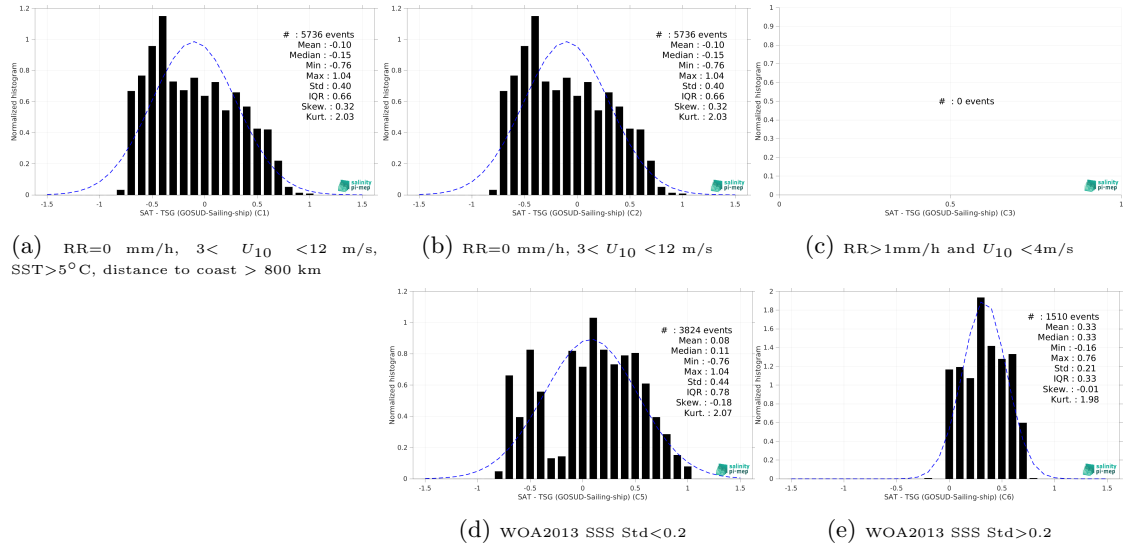 # : 5736 events
Mean : -0.10
Median : -0.15
Min : -0.76
Max : 1.04
Std : 0.40
IQR : 0.66
Skew. : 0.32
Kurt. : 2.03
Normalized histogram
0 0.2 0.4 0.6 0.8 1 1.2
-1.5 -1 -0.5 0 0.5 1 1.5
SAT - TSG (GOSUD-Sailing-ship) (C1)
salinity
pi-mep
(a) RR=0 mm/h, 3< U10 <12 m/s,
SST>5°C, distance to coast > 800 km
# : 5736 events
Mean : -0.10
Median : -0.15
Min : -0.76
Max : 1.04
Std : 0.40
IQR : 0.66
Skew. : 0.32
Kurt. : 2.03
Normalized histogram
0 0.2 0.4 0.6 0.8 1 1.2
-1.5 -1 -0.5 0 0.5 1 1.5
SAT - TSG (GOSUD-Sailing-ship) (C2)
salinity
pi-mep
(b) RR=0 mm/h, 3< U10 <12 m/s
# : 0 events
Normalized histogram
0 0.1 0.2 0.3 0.4 0.5 0.6 0.7 0.8 0.9 1
0 0.5 1
SAT - TSG (GOSUD-Sailing-ship) (C3)
salinity
pi-mep
(c) RR>1mm/h and U10 <4m/s
# : 3824 events
Mean : 0.08
Median : 0.11
Min : -0.76
Max : 1.04
Std : 0.44
IQR : 0.78
Skew. : -0.18
Kurt. : 2.07
Normalized histogram
0 0.2 0.4 0.6 0.8 1 1.2
-1.5 -1 -0.5 0 0.5 1 1.5
SAT - TSG (GOSUD-Sailing-ship) (C5)
salinity
pi-mep
(d) WOA2013 SSS Std<0.2
# : 1510 events
Mean : 0.33
Median : 0.33
Min : -0.16
Max : 0.76
Std : 0.21
IQR : 0.33
Skew. : -0.01
Kurt. : 1.98
Normalized histogram
0 0.2 0.4 0.6 0.8 1 1.2 1.4 1.6 1.8 2
-1.5 -1 -0.5 0 0.5 1 1.5
SAT - TSG (GOSUD-Sailing-ship) (C6)
salinity
pi-mep
(e) WOA2013 SSS Std>0.2